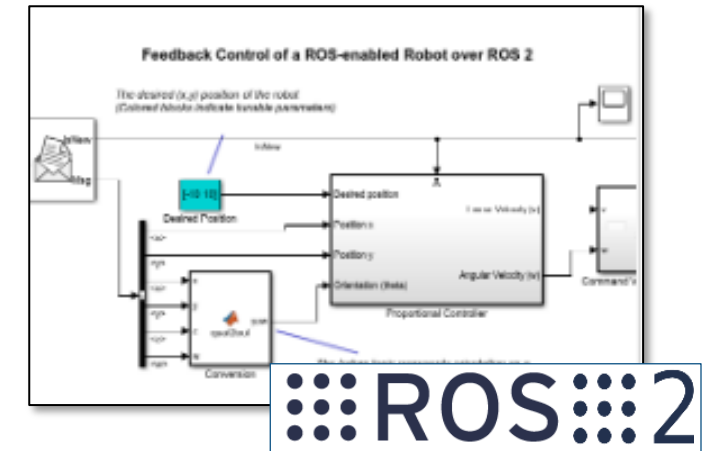 Feedback Control of a ROS-enabled Robot over ROS 2
The desired (x,y) position of the robot
(Colored blocks indicate tunable parameters)
IsNew
IsNew
Msg
[-10 10]
Desired Position
Desired position
Position x
Position y
Orientation (theta)
Linear Velocity (v)
Angular Velocity (w)
Proportional Controller
v
w
Command
Conversion
ROS 2